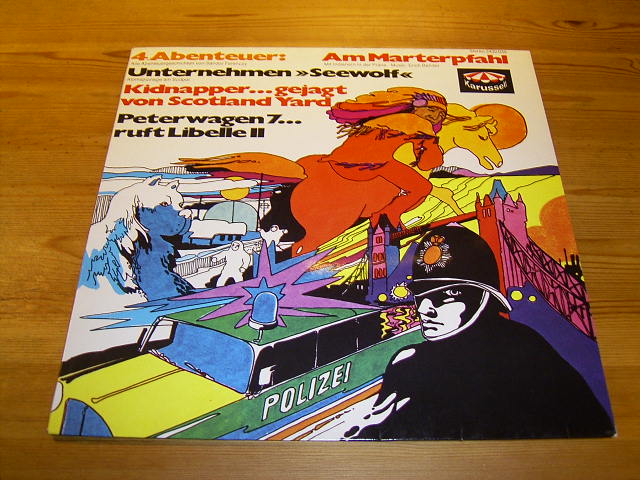 4 Abenteuer: Am Marterpfahl
Unternehmen »Seewolf«
Kidnapper... gejagt
von Scotland Yard
Peterwagen 7...
ruft Libelle II
Karussell
POLIZEI